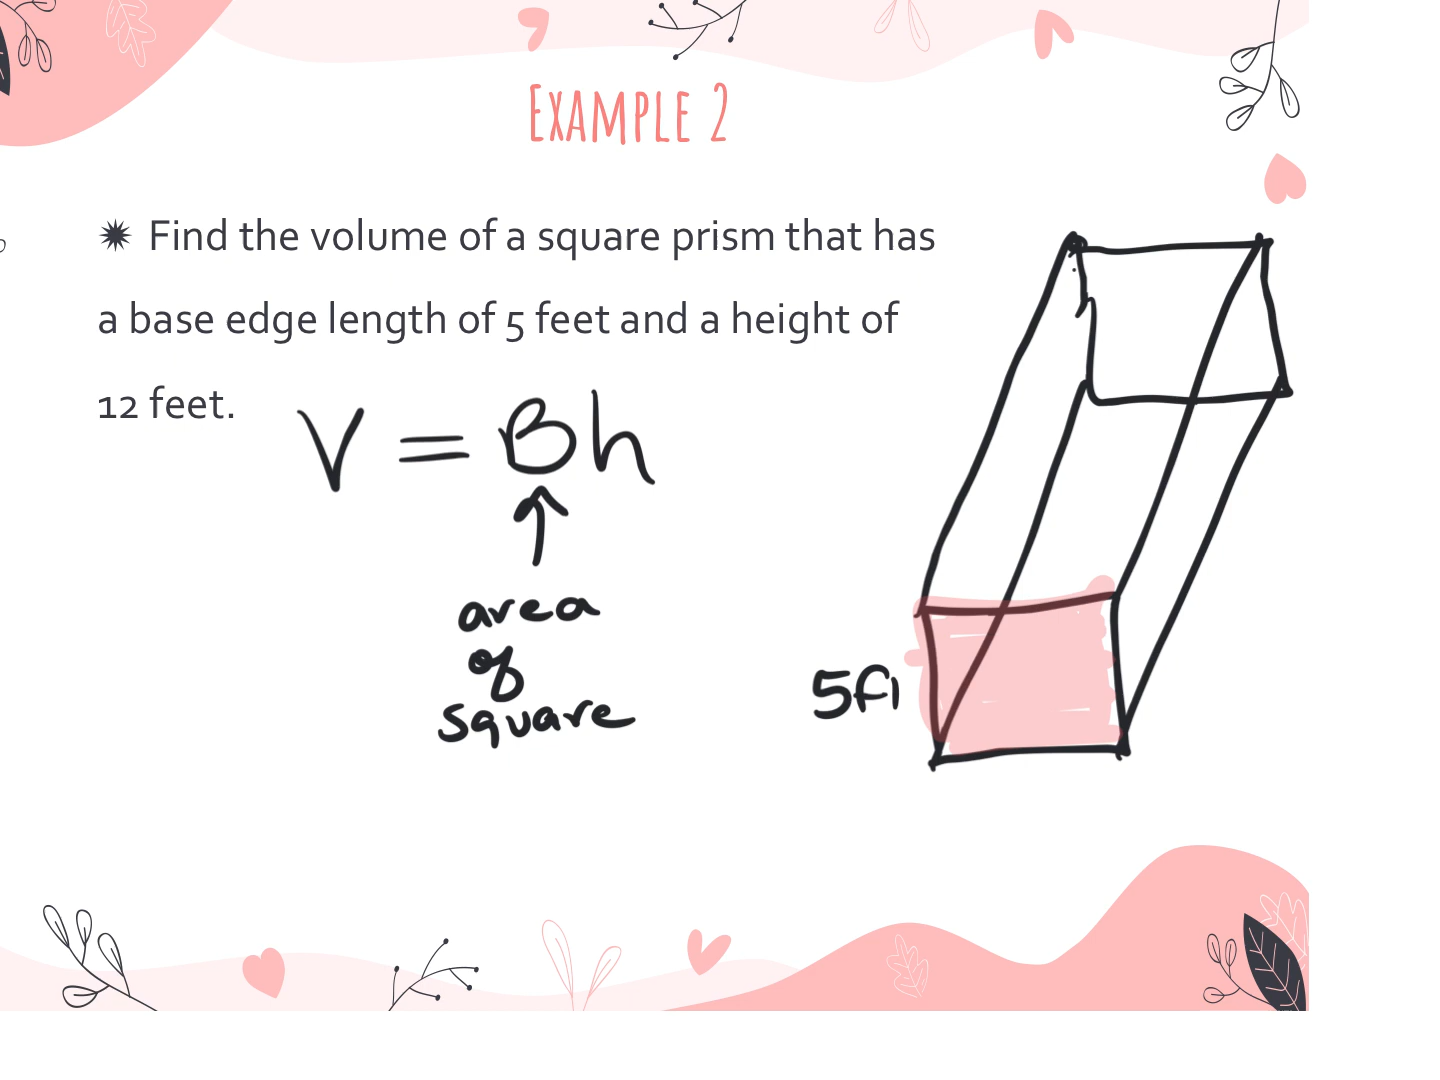 EXAMPLE 2
✷ Find the volume of a square prism that has
a base edge length of 5 feet and a height of
12 feet.
V = Bh
↑
area
of
square
5f